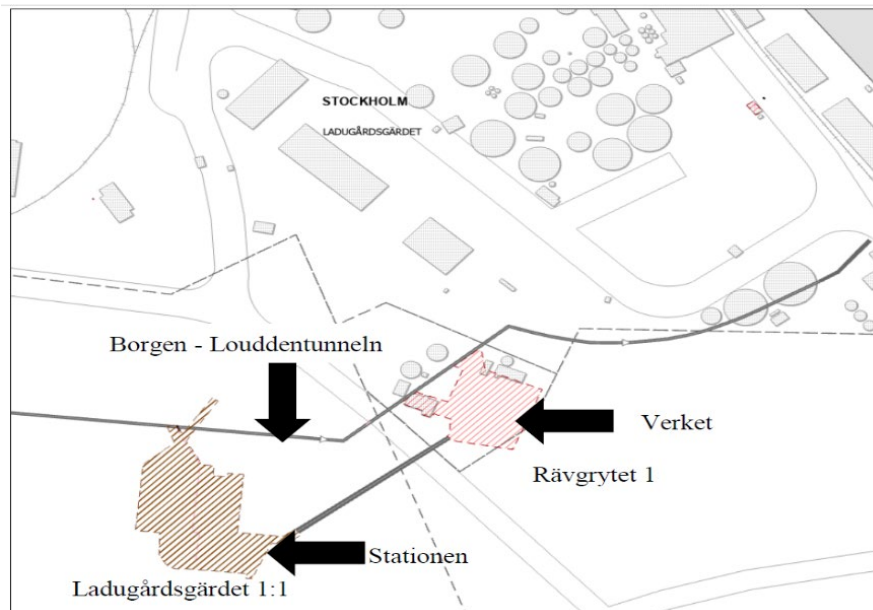 STOCKHOLM
LADUGÅRDSGÄRDET
Borgen - Louddentunneln
Verket
Rävgrytet 1
Stationen
Ladugårdsgärdet 1:1